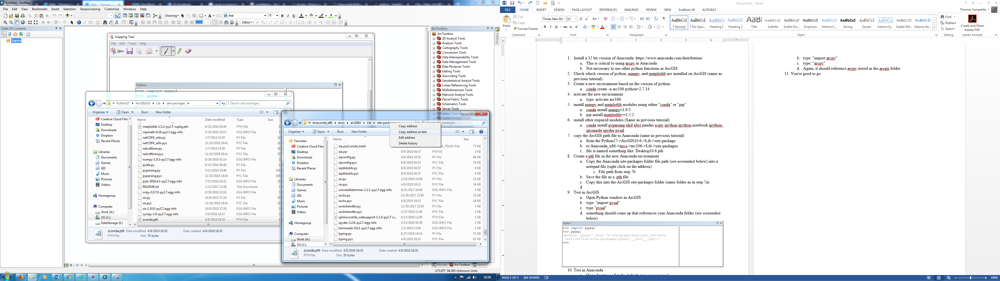 Untitled - ArcMap
File Edit View Bookmarks Insert Selection Geoprocessing Customize Windows Help
Drawing
Arial
10
B I U A
Editor
Table Of Contents
Layers
Snipping Tool
File Edit Tools Help
New
Python
>>> import pysal
>>> pysal
« Python27 ArcGIS10.6 Lib site-packages
Search site-packages
Organize Open Burn New folder
Creative Cloud Files
Desktop
Downloads
Dropbox
Recent Places
Libraries
Documents
Games
GIS
Music
Pictures
Videos
Homegroup
Computer
Work (A:)
OS (C:)
DataStorage (E:)
Name Date modified Type Size
matplotlib-1.5.2-py2.7-nspkg.pth 8/31/2016 00:40 PTH File 1
mpmath-0.19-py2.7.egg-info 5/24/2016 20:17 EGG-INFO File 2
netCDF4_utils.py 2/7/2014 15:50 PY File 14
netCDF4_utils.pyc 11/10/2018 18:41 PYC File
netcdftime.py 2/7/2014 15:50 PY File 41
netcdftime.pyc 11/10/2018 18:41 PYC File 37
numpy-1.9.3-py2.7.egg-info 8/26/2016 01:14 EGG-INFO File 2
pylab.py 8/31/2016 00:40 PY File 1
pyparsing.py 5/13/2016 16:48 PY File 165
pyparsing.pyc 11/10/2018 18:41 PYC File 165
pytz-2016.6.1-py2.7.egg-info 7/15/2016 16:32 EGG-INFO File 25
README.txt 2/13/2017 22:38 Text Document 1
scipy-0.17.0-py2.7.egg-info 8/29/2016 22:18 EGG-INFO File 3
six.py 10/8/2015 17:20 PY File 30
six.pyc 11/10/2018 18:41 PYC File 31
six-1.10.0-py2.7.egg-info 10/8/2015 17:20 EGG-INFO File 2
sympy-1.0-py2.7.egg-info 3/9/2016 18:27 EGG-INFO File 1
zconda.pth 4/8/2019 18:35 PTH File 1
zconda.pth Date modified: 4/8/2019 18:35 Date created: 4/8/2019 18:35
PTH File Size: 55 bytes
« Anaconda_x86 envs arc1062 Lib site-packages
Search site-packages
Copy address
Copy address as text
Edit address
Delete history
Organize Open Burn New folder
Favorites
Creative Cloud Files
Desktop
Downloads
Dropbox
Recent Places
Libraries
Documents
Games
GIS
Music
Pictures
Videos
Homegroup
Computer
Work (A:)
OS (C:)
Name Size
sip.pyd.conda_trash _TRASH File 77 KB
sip.pyi 8/9/2018 04:37 PYI File 3 KB
sipconfig.py 4/8/2019 18:31 PY File 98 KB
sipconfig.pyc 8/9/2018 04:37 PYC File 70 KB
sipdistutils.py 8/9/2018 04:37 PY File 6 KB
sipdistutils.pyc 8/9/2018 04:37 PYC File 6 KB
six.py 12/9/2018 19:59 PY File 32 KB
six.pyc 4/8/2019 18:31 PYC File 34 KB
snowballstemmer-1.2.1-py2.7.egg-info 9/21/2017 19:40 EGG-INFO File 3 KB
socks.py 12/20/2017 23:05 PY File 32 KB
socks.pyc 4/8/2019 18:32 PYC File 28 KB
sockshandler.py 12/20/2017 23:05 PY File 3 KB
sockshandler.pyc 2/27/2018 11:46 PYC File 5 KB
sphinxcontrib_websupport-1.1.0-py2.7-n... 6/13/2018 12:40 PTH File 1 KB
spyder-3.2.8-py2.7.egg-info 3/15/2018 00:39 EGG-INFO File 2 KB
terminado-0.8.1-py2.7.egg-info 2/2/2018 13:04 EGG-INFO File 1 KB
typing.py 8/27/2018 10:16 PY File 71 KB
typing.pyc 4/8/2019 18:31 PYC File 87 KB
zconda.pth Date modified: 4/8/2019 18:35 Date created: 4/8/2019 18:35
PTH File Size: 55 bytes
ArcToolbox
Catalog
ArcToolbox
3D Analyst Tools
Analysis Tools
Cartography Tools
Conversion Tools
Data Interoperability Tools
Data Management Tools
Data Reviewer Tools
Editing Tools
Geocoding Tools
Geostatistical Analyst Tools
Linear Referencing Tools
Multidimension Tools
Network Analyst Tools
Parcel Fabric Tools
Schematics Tools
Server Tools
Results ArcToolbox Search
-173.077 94.505 Unknown Units
18:59
Document1 - Word
FILE HOME INSERT DESIGN PAGE LAYOUT REFERENCES MAILINGS REVIEW VIEW EndNote X9 ACROBAT
Thomas Yamashita
Paste
Cut
Copy
Format Painter
Clipboard
Times New Ro 12
Font
Paragraph
¶ Normal ¶ No Spac... Heading 1 Heading 2 Title Subtitle Subtle Em... Emphasis Intense E... Strong Quote Intense Q... Subtle Ref... Intense Re...
Styles
Find
Replace
Select
Editing
Create and Share Adobe PDF
Adobe Acrobat
1. Install a 32 bit version of Anaconda: https://www.anaconda.com/distribution/
a. This is critical to using arcpy in Anaconda
b. Not necessary to use other python functions in ArcGIS
2. Check which version of python, numpy, and matplotlib are installed on ArcGIS (same as
previous tutorial)
3. Create a new environment based on the version of python:
a. conda create -n arc106 python=2.7.14
4. activate the new environment
a. type: activate arc106
5. install numpy and matplotlib modules using either "conda" or "pip"
a. conda install numpy=1.9.3
b. pip install matplotlib==1.5.2
6. install other required modules (Same as previous tutorial)
a. conda install pyparsing xlrd xlwt pandas scipy ipython ipython-notebook ipython-
qtconsole spyder pysal
7. copy the ArcGIS path file to Anaconda (same as previous tutorial)
a. from the Python27->ArcGIS10.6->Lib->site-package
b. to Anaconda_x86->envs->arc106->Lib->site-packages
c. file is named something like: Desktop10.6.pth
8. Create a pth file in the new Anaconda environment
a. Copy the Anaconda site-packages folder file path (see screenshot below) into a
notepad file (right click on the address)
i. File path from step 7b
b. Save the file as a .pth file
c. Copy this into the ArcGIS site-packages folder (same folder as in step 7a)
d.
9. Test in ArcGIS
a. Open Python window in ArcGIS
b. type: "import pysal"
c. type "pysal"
d. something should come up that references your Anaconda folder (see screenshot
below)
Python
>>> import pysal
>>> pysal
<module 'pysal' from 'A:\Programs\Anaconda_x86\envs
\arc1062\Lib\site-packages\pysal\__init__.pyc'>
>>>
10. Test in Anaconda
b. type: "import arcpy"
c. type: "arcpy"
d. Again, it should reference arcpy stored in the arcgis folder
11. You're good to go
PAGE 1 OF 2 264 WORDS
100%